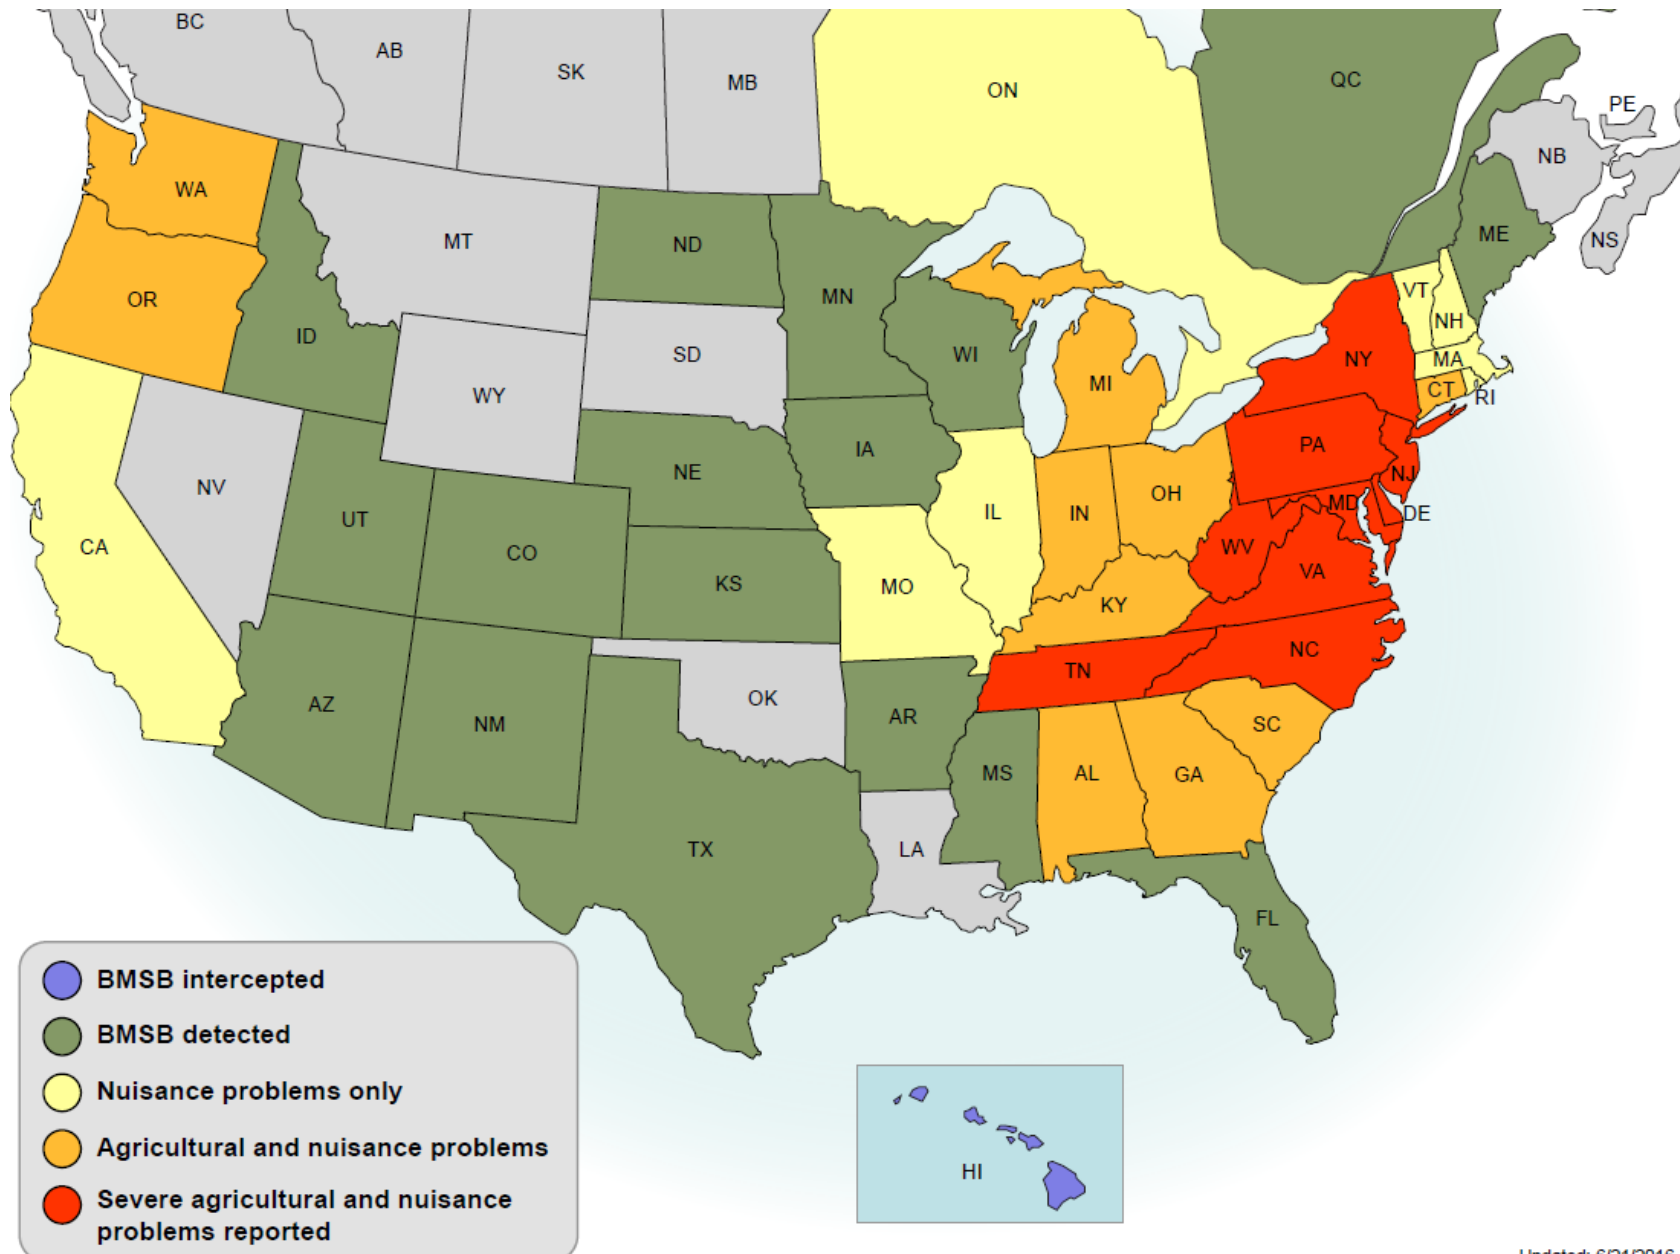 BC
AB
SK
MB
ON
QC
PE
NB
NS
WA
MT
ND
MN
ME
OR
ID
SD
WI
VT
NH
NY
MA
WY
MI
CT
RI
PA
NV
NE
IA
NJ
UT
IL
IN
OH
MD
DE
CA
CO
KS
MO
WV
VA
KY
AZ
NM
OK
AR
TN
NC
SC
MS
AL
GA
TX
LA
FL
HI
BMSB intercepted
BMSB detected
Nuisance problems only
Agricultural and nuisance problems
Severe agricultural and nuisance
problems reported